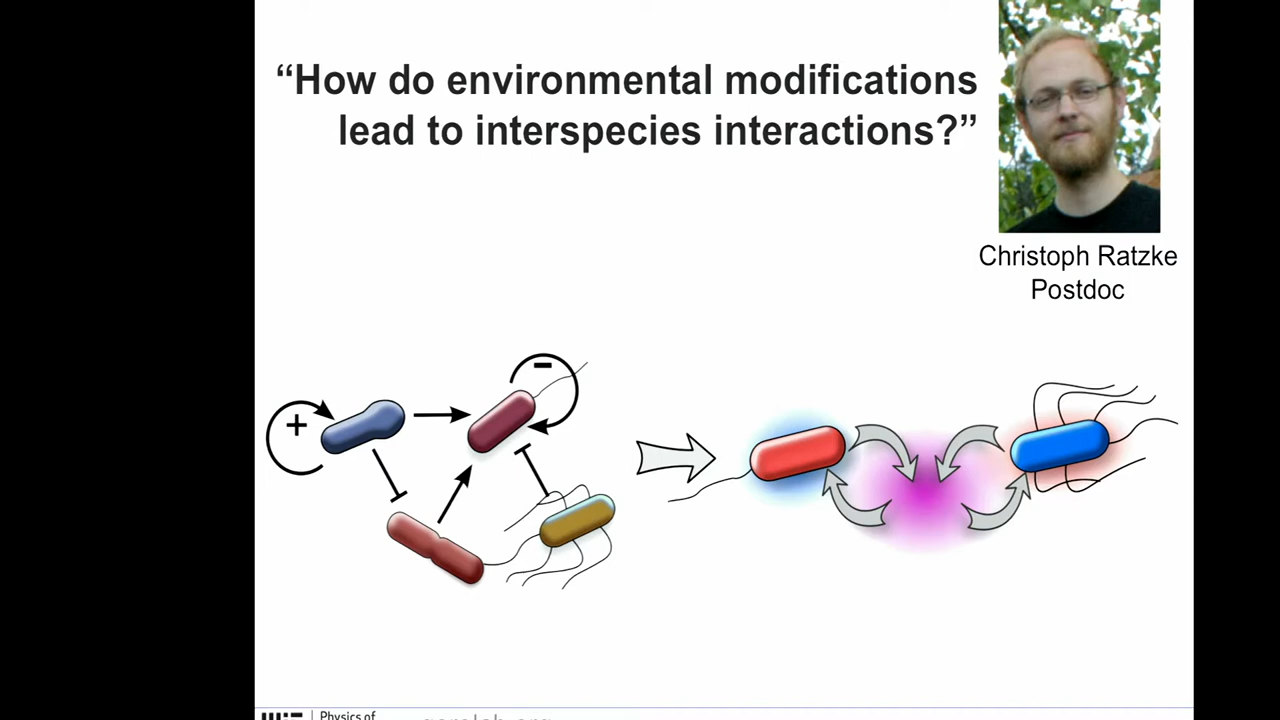 “How do environmental modifications
lead to interspecies interactions?”
Christoph Ratzke
Postdoc
+
-
Physics of